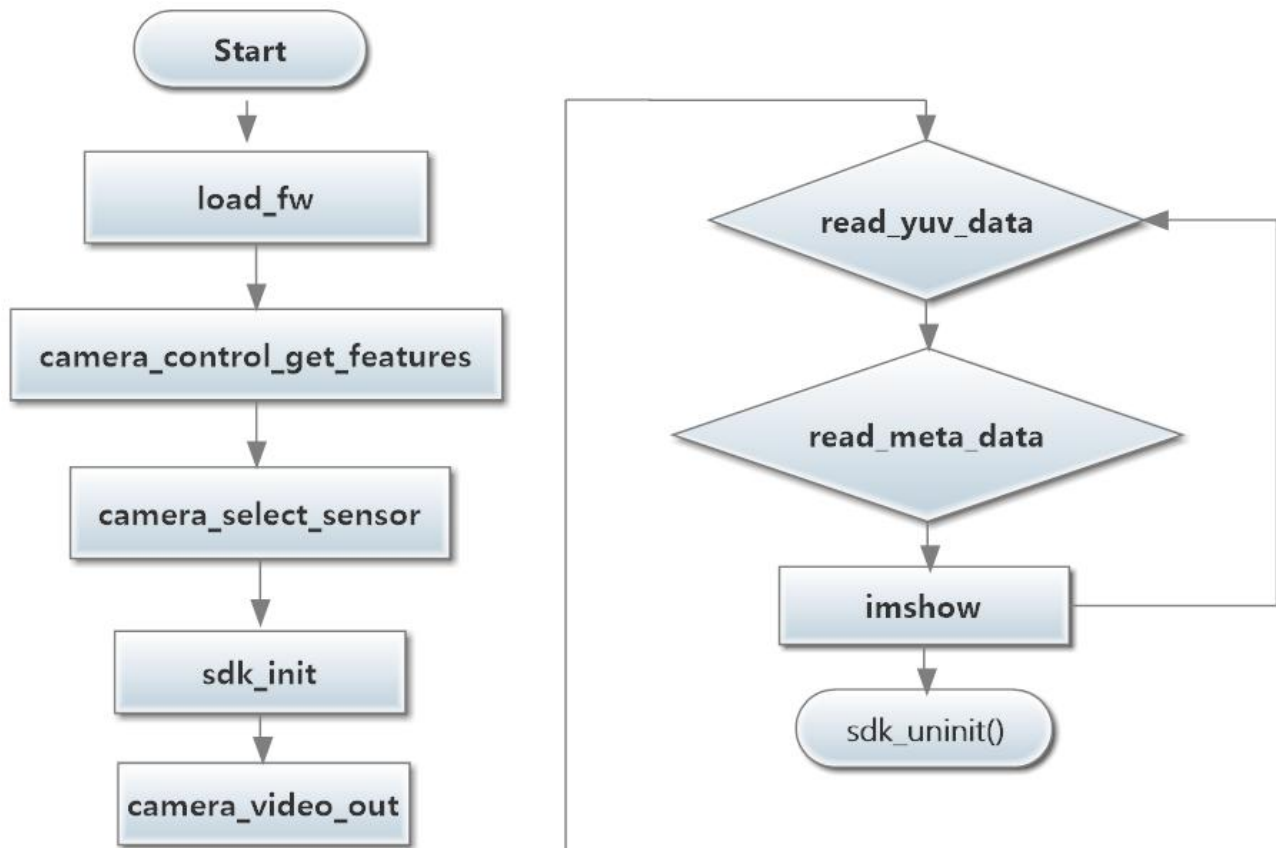 Start
load_fw
camera_control_get_features
camera_select_sensor
sdk_init
camera_video_out
read_yuv_data
read_meta_data
imshow
sdk_uninit()